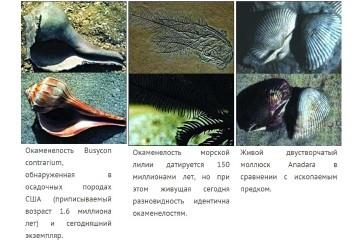 Окаменелость Busycon
contrarium,
обнаруженная в
осадочных породах
США (приписываемый
возраст 1.6 миллиона
лет) и сегодняшний
экземпляр.
Окаменелость морской
лилии датируется 150
миллионами лет, но при
этом живущая сегодня
разновидность идентична
окаменелостям.
Живой двустворчатый
моллюск Anadara в
сравнении с ископаемым
предком.